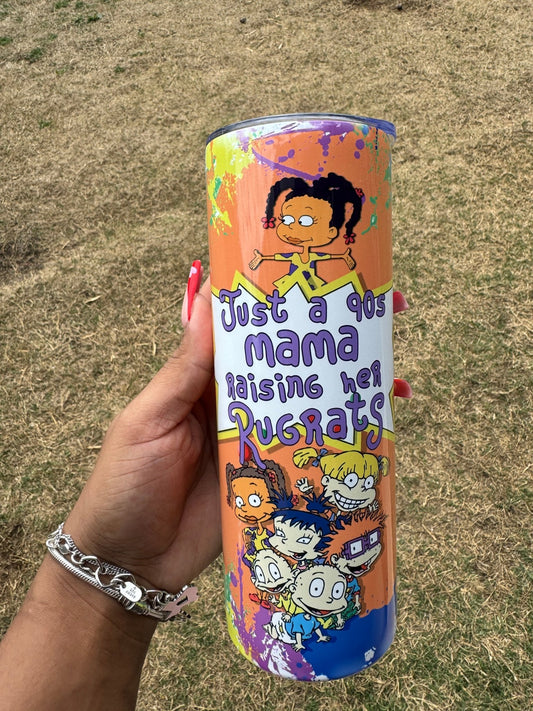 Just a 90s
mama
raising her
Rugrats